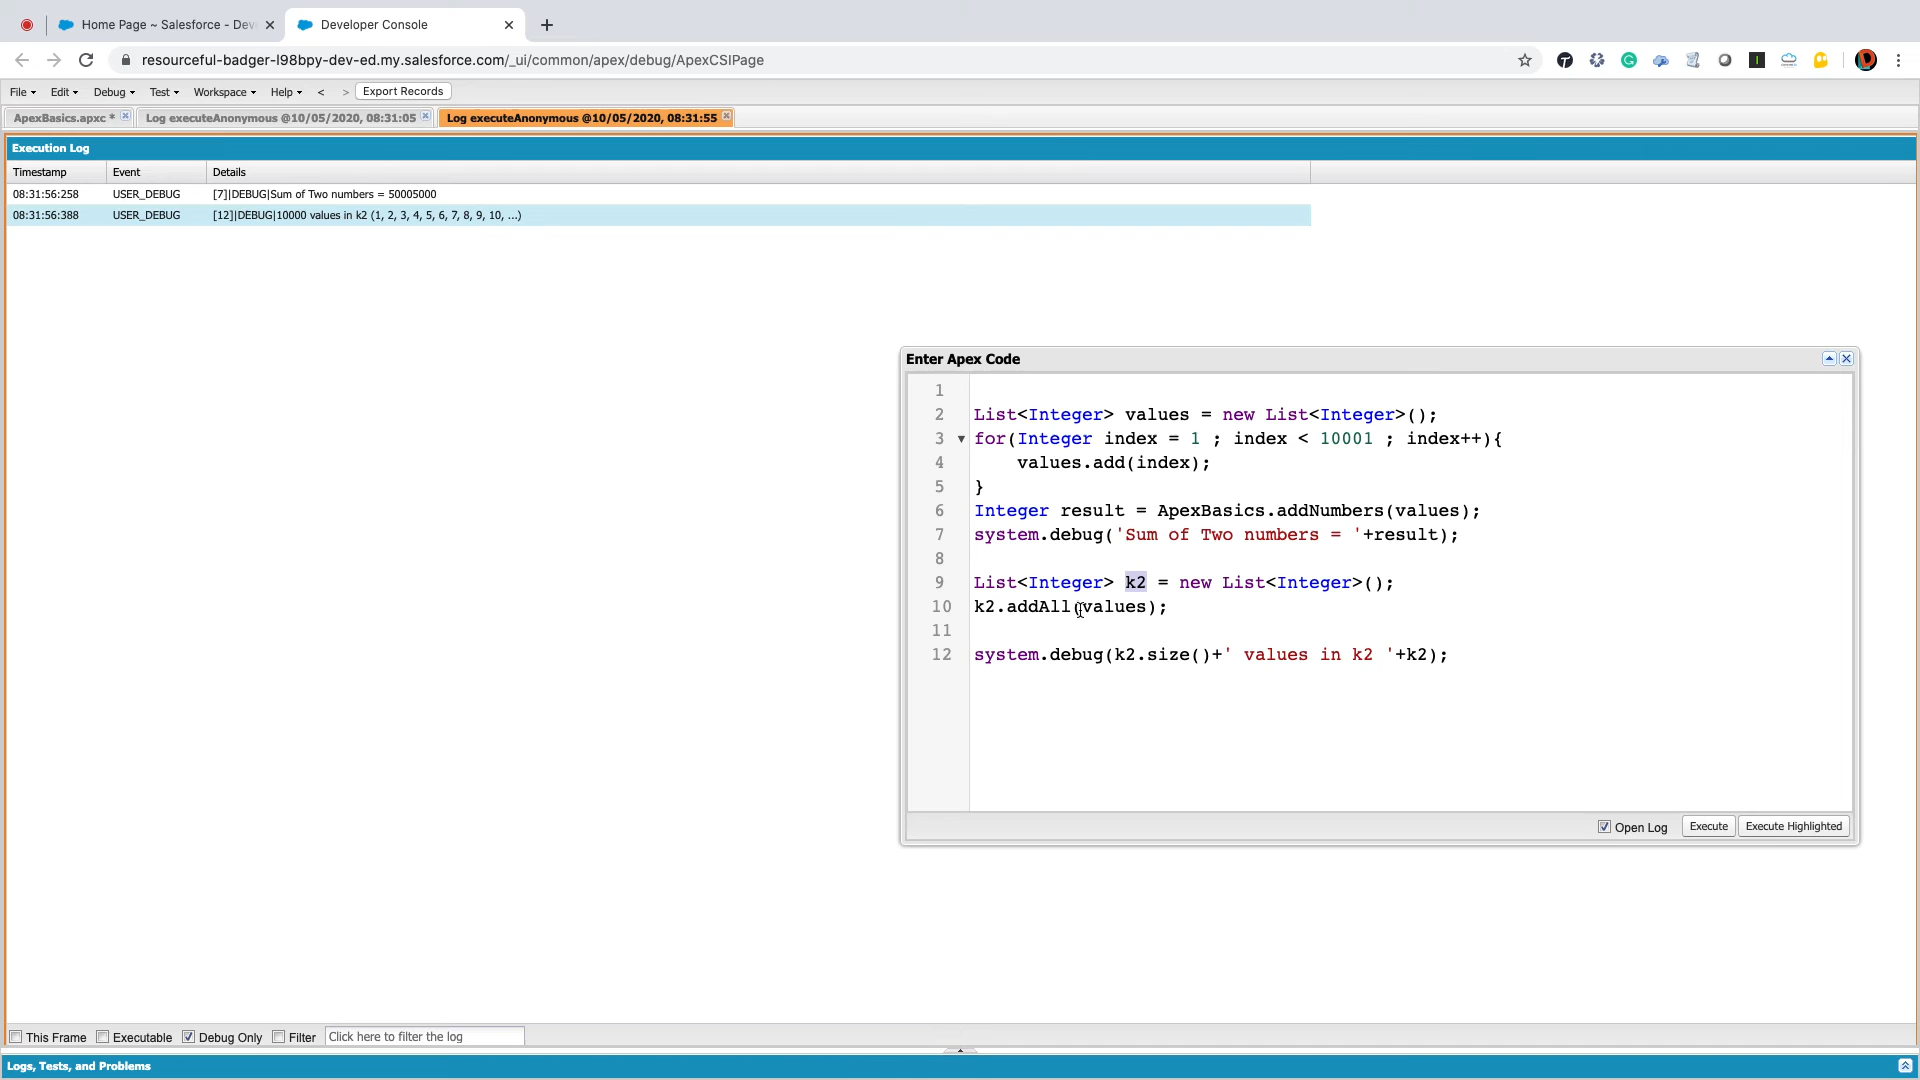 Home Page ~ Salesforce - Dev
Developer Console
resourceful-badger-l98bpy-dev-ed.my.salesforce.com/_ui/common/apex/debug/ApexCSIPage
File Edit Debug Test Workspace Help < > Export Records
ApexBasics.apxc * Log executeAnonymous @10/05/2020, 08:31:05 Log executeAnonymous @10/05/2020, 08:31:55
Execution Log
Timestamp Event Details
08:31:56:258 USER_DEBUG [7]|DEBUG|Sum of Two numbers = 50005000
08:31:56:388 USER_DEBUG [12]|DEBUG|10000 values in k2 (1, 2, 3, 4, 5, 6, 7, 8, 9, 10, ...)
Enter Apex Code
1
2 List<Integer> values = new List<Integer>();
3 for(Integer index = 1 ; index < 10001 ; index++){
4 values.add(index);
5 }
6 Integer result = ApexBasics.addNumbers(values);
7 system.debug('Sum of Two numbers = '+result);
8
9 List<Integer> k2 = new List<Integer>();
10 k2.addAll(values);
11
12 system.debug(k2.size()+' values in k2 '+k2);
Open Log Execute Execute Highlighted
This Frame Executable Debug Only Filter Click here to filter the log
Logs, Tests, and Problems